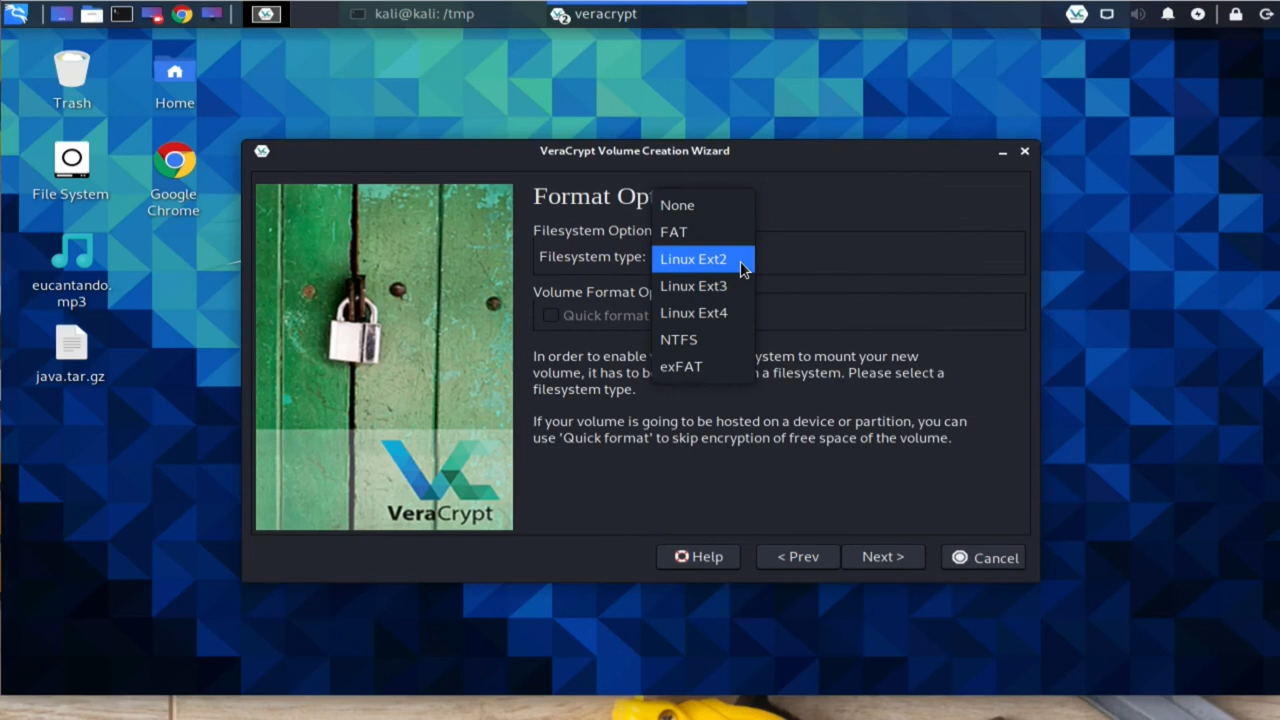 kali@kali: /tmp
veracrypt
2
Trash
Home
File System
Google
Chrome
eucantando.
mp3
java.tar.gz
VeraCrypt Volume Creation Wizard
Format Op
Filesystem Option
Filesystem type:
None
FAT
Linux Ext2
Linux Ext3
Linux Ext4
NTFS
exFAT
Volume Format Op
Quick format
In order to enable ystem to mount your new
volume, it has to b a filesystem. Please select a
filesystem type.
If your volume is going to be hosted on a device or partition, you can
use 'Quick format' to skip encryption of free space of the volume.
VeraCrypt
Help
< Prev
Next >
Cancel